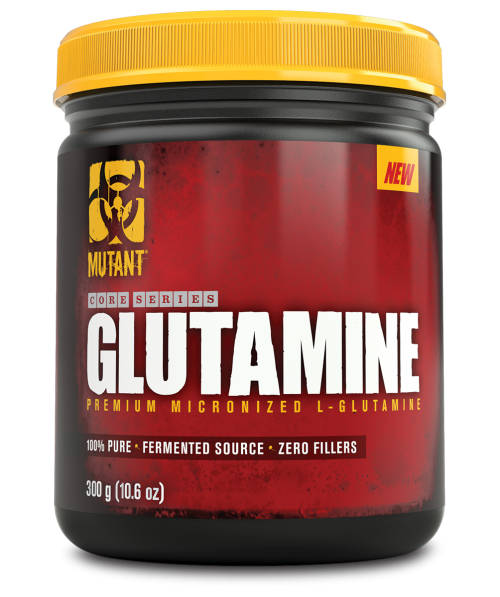 NEW
MUTANT
CORE SERIES
GLUTAMINE
PREMIUM MICRONIZED L-GLUTAMINE
100% PURE • FERMENTED SOURCE • ZERO FILLERS
300 g (10.6 oz)